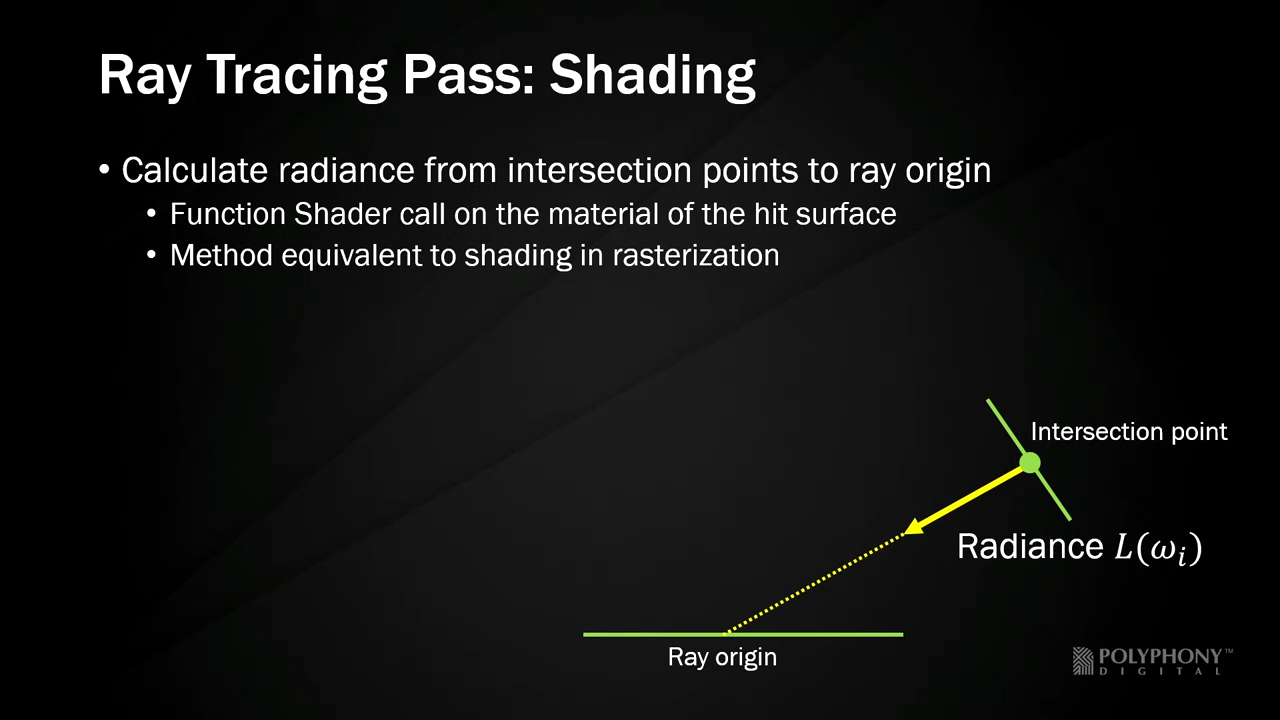 Ray Tracing Pass: Shading
• Calculate radiance from intersection points to ray origin
• Function Shader call on the material of the hit surface
• Method equivalent to shading in rasterization
Intersection point
Radiance L(ωᵢ)
Ray origin
POLYPHONY™
DIGITAL